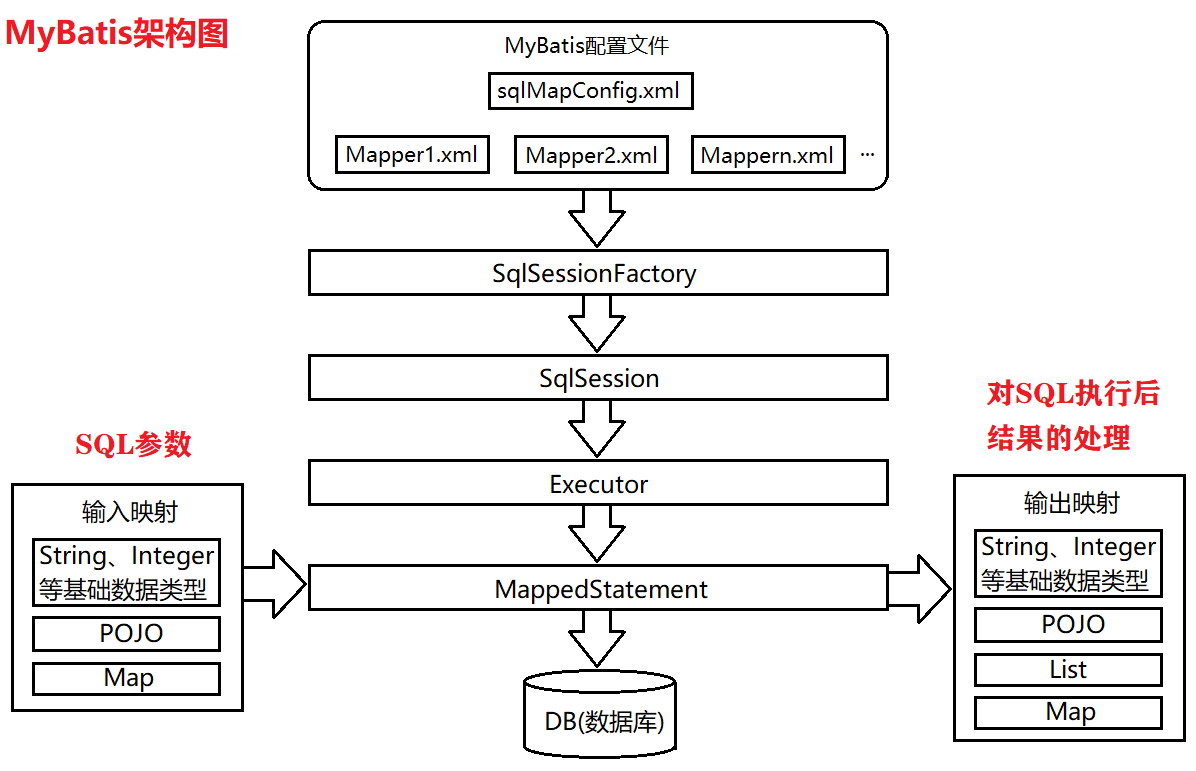 MyBatis架构图
MyBatis配置文件
sqlMapConfig.xml
Mapper1.xml
Mapper2.xml
Mappern.xml
...
SqlSessionFactory
SqlSession
Executor
MappedStatement
DB(数据库)
SQL参数
输入映射
String、Integer
等基础数据类型
POJO
Map
对SQL执行后
结果的处理
输出映射
String、Integer
等基础数据类型
POJO
List
Map